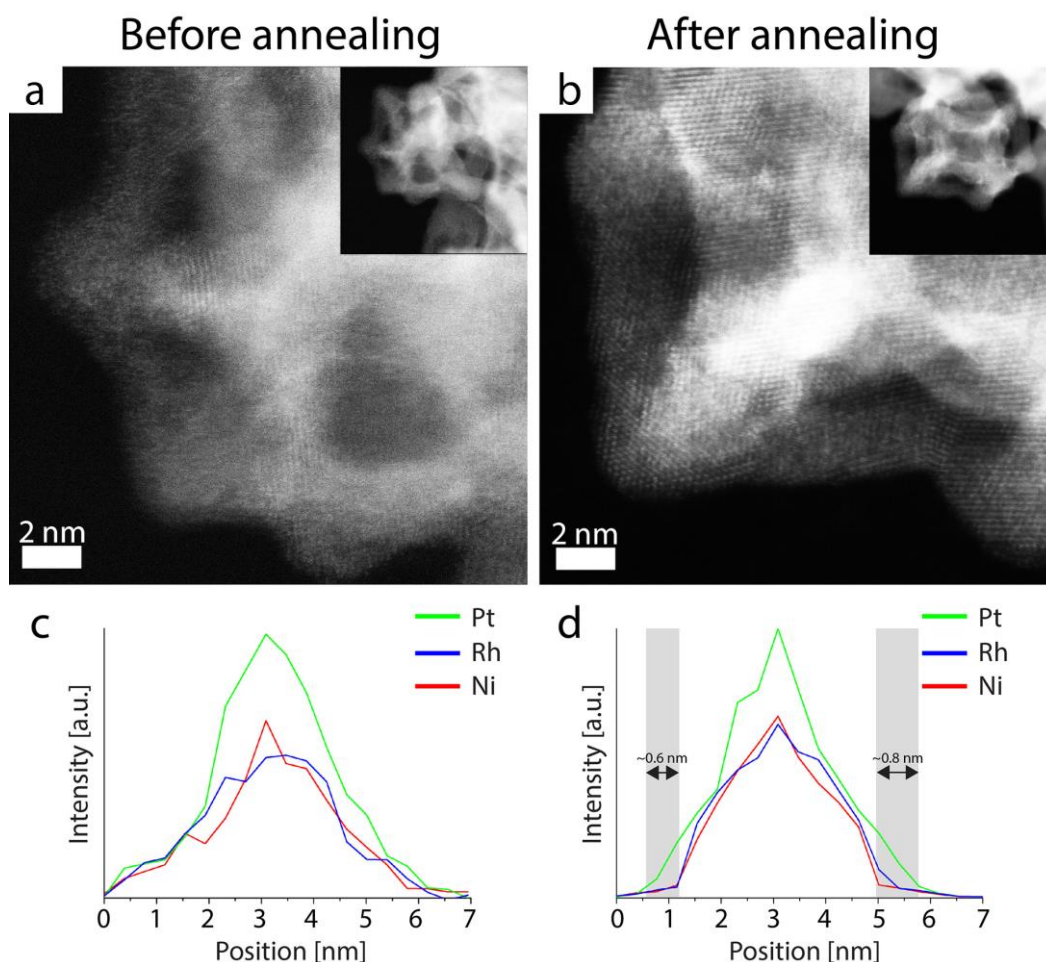 Before annealing
After annealing
a
b
2 nm
2 nm
c
Pt
Rh
Ni
Intensity [a.u.]
0 1 2 3 4 5 6 7
Position [nm]
d
Pt
Rh
Ni
~0.6 nm
~0.8 nm
Intensity [a.u.]
0 1 2 3 4 5 6 7
Position [nm]